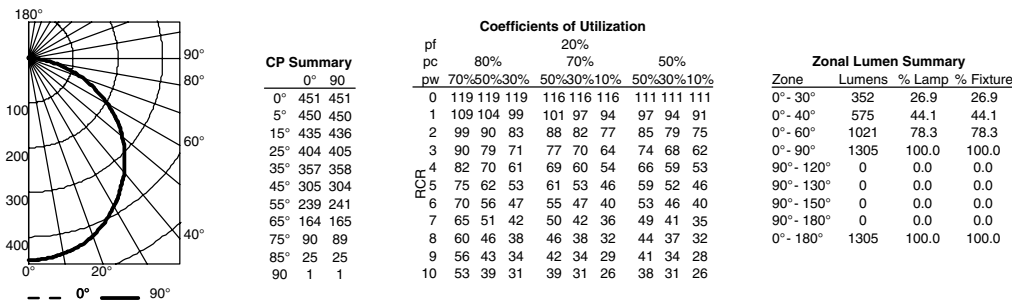 180°
90°
80°
100
60°
200
300
40°
400
0° 20°
0° 90°
CP Summary
0° 90
0° 451 451
5° 450 450
15° 435 436
25° 404 405
35° 357 358
45° 305 304
55° 239 241
65° 164 165
75° 90 89
85° 25 25
90 1 1
Coefficients of Utilization
pf 20%
pc 80% 70% 50%
pw 70%50%30% 50%30%10% 50%30%10%
RCR
0 119 119 119 116 116 116 111 111 111
1 109 104 99 101 97 94 97 94 91
2 99 90 83 88 82 77 85 79 75
3 90 79 71 77 70 64 74 68 62
4 82 70 61 69 60 54 66 59 53
5 75 62 53 61 53 46 59 52 46
6 70 56 47 55 47 40 53 46 40
7 65 51 42 50 42 36 49 41 35
8 60 46 38 46 38 32 44 37 32
9 56 43 34 42 34 29 41 34 28
10 53 39 31 39 31 26 38 31 26
Zonal Lumen Summary
Zone Lumens % Lamp % Fixture
0°- 30° 352 26.9 26.9
0°- 40° 575 44.1 44.1
0°- 60° 1021 78.3 78.3
0°- 90° 1305 100.0 100.0
90°- 120° 0 0.0 0.0
90°- 130° 0 0.0 0.0
90°- 150° 0 0.0 0.0
90°- 180° 0 0.0 0.0
0°- 180° 1305 100.0 100.0